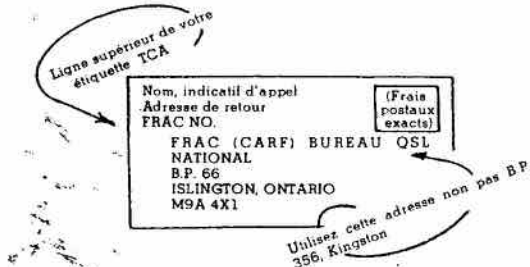 Ligne supérieur de votre
étiquette TCA
Nom, indicatif d'appel
Adresse de retour
FRAC NO.
(Frais
postaux
exacts)
FRAC (CARF) BUREAU QSL
NATIONAL
B.P. 66
ISLINGTON, ONTARIO
M9A 4X1
Utilisez cette adresse non pas B.P.
356, Kingston